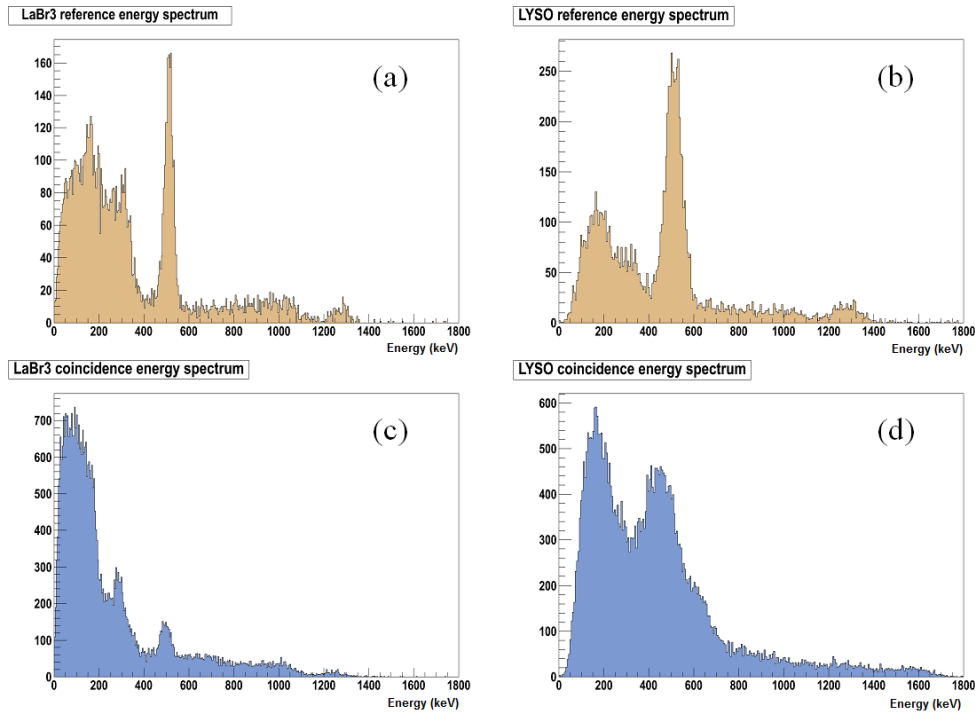 LaBr3 reference energy spectrum
LYSO reference energy spectrum
(a)
160
140
120
100
80
60
40
20
0
0 200 400 600 800 1000 1200 1400 1600 1800
Energy (keV)
(b)
250
200
150
100
50
0
0 200 400 600 800 1000 1200 1400 1600 1800
Energy (keV)
LaBr3 coincidence energy spectrum
LYSO coincidence energy spectrum
(c)
700
600
500
400
300
200
100
0
0 200 400 600 800 1000 1200 1400 1600 1800
Energy (keV)
(d)
600
500
400
300
200
100
0
0 200 400 600 800 1000 1200 1400 1600 1800
Energy (keV)